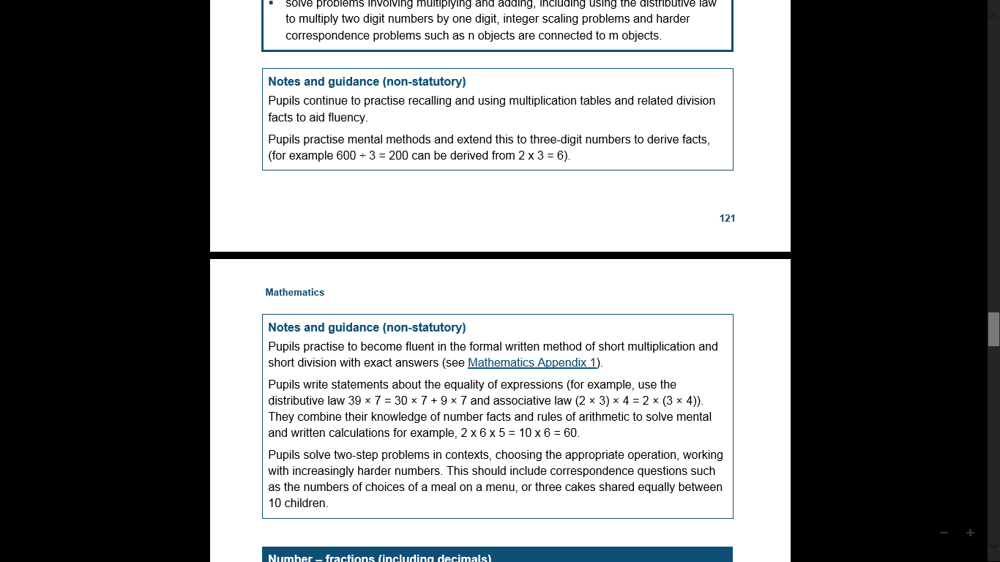 ▪ solve problems involving multiplying and adding, including using the distributive law
to multiply two digit numbers by one digit, integer scaling problems and harder
correspondence problems such as n objects are connected to m objects.
Notes and guidance (non-statutory)
Pupils continue to practise recalling and using multiplication tables and related division
facts to aid fluency.
Pupils practise mental methods and extend this to three-digit numbers to derive facts,
(for example 600 ÷ 3 = 200 can be derived from 2 x 3 = 6).
121
Mathematics
Notes and guidance (non-statutory)
Pupils practise to become fluent in the formal written method of short multiplication and
short division with exact answers (see Mathematics Appendix 1).
Pupils write statements about the equality of expressions (for example, use the
distributive law 39 × 7 = 30 × 7 + 9 × 7 and associative law (2 × 3) × 4 = 2 × (3 × 4)).
They combine their knowledge of number facts and rules of arithmetic to solve mental
and written calculations for example, 2 x 6 x 5 = 10 x 6 = 60.
Pupils solve two-step problems in contexts, choosing the appropriate operation, working
with increasingly harder numbers. This should include correspondence questions such
as the numbers of choices of a meal on a menu, or three cakes shared equally between
10 children.
Number – fractions (including decimals)